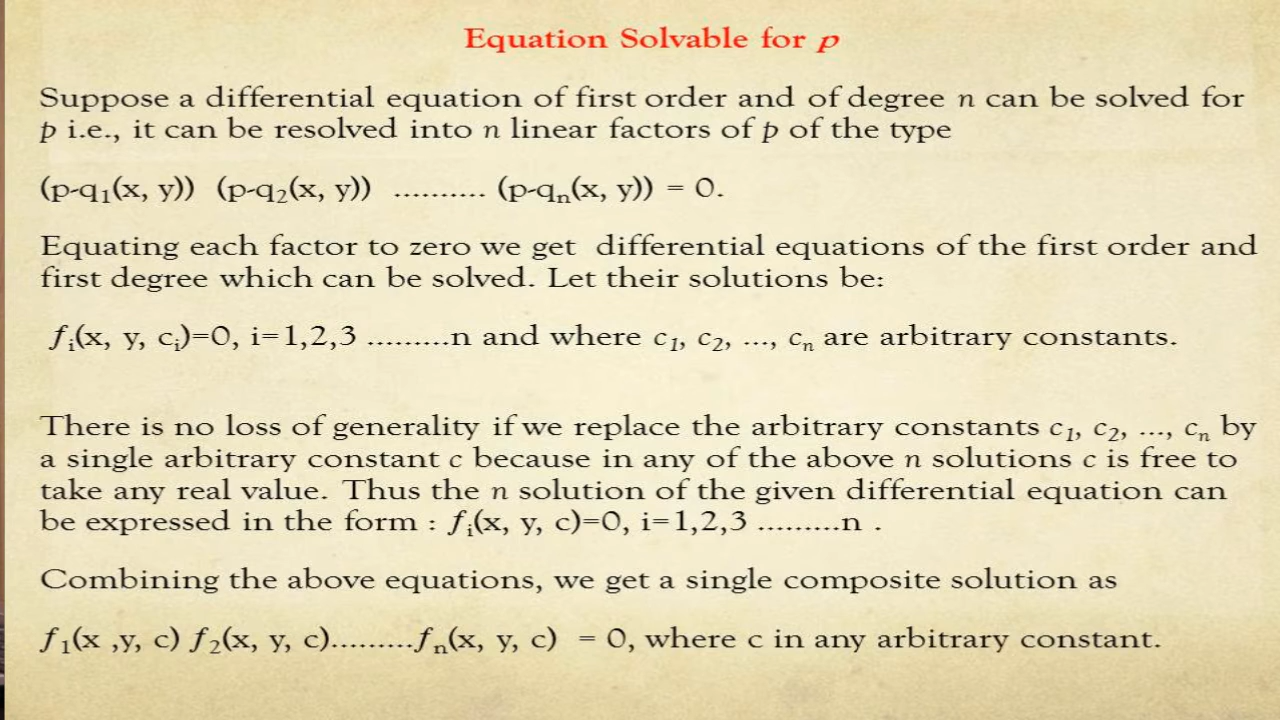 Equation Solvable for p
Suppose a differential equation of first order and of degree n can be solved for
p i.e., it can be resolved into n linear factors of p of the type
(p-q₁(x, y)) (p-q₂(x, y)) .......... (p-qₙ(x, y)) = 0.
Equating each factor to zero we get differential equations of the first order and
first degree which can be solved. Let their solutions be:
fᵢ(x, y, cᵢ)=0, i=1,2,3 .........n and where c₁, c₂, ..., cₙ are arbitrary constants.
There is no loss of generality if we replace the arbitrary constants c₁, c₂, ..., cₙ by
a single arbitrary constant c because in any of the above n solutions c is free to
take any real value. Thus the n solution of the given differential equation can
be expressed in the form : fᵢ(x, y, c)=0, i=1,2,3 .........n .
Combining the above equations, we get a single composite solution as
f₁(x ,y, c) f₂(x, y, c).........fₙ(x, y, c) = 0, where c in any arbitrary constant.